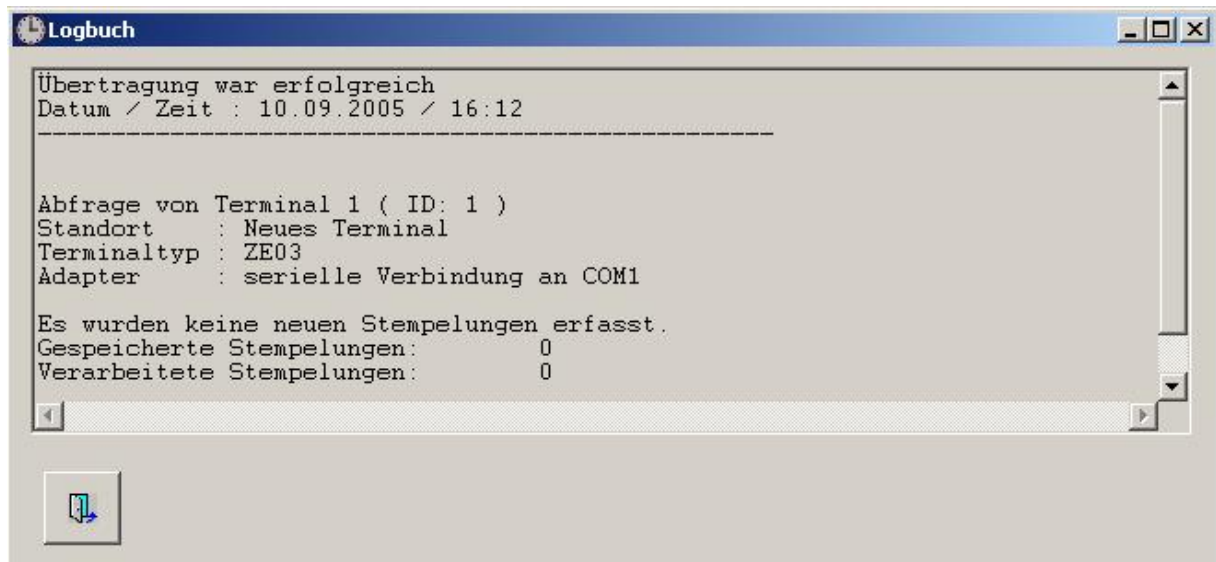 Logbuch
Übertragung war erfolgreich
Datum / Zeit : 10.09.2005 / 16:12
--------------------------------------------------
Abfrage von Terminal 1 ( ID: 1 )
Standort    : Neues Terminal
Terminaltyp : ZE03
Adapter     : serielle Verbindung an COM1
Es wurden keine neuen Stempelungen erfasst.
Gespeicherte Stempelungen:        0
Verarbeitete Stempelungen:        0